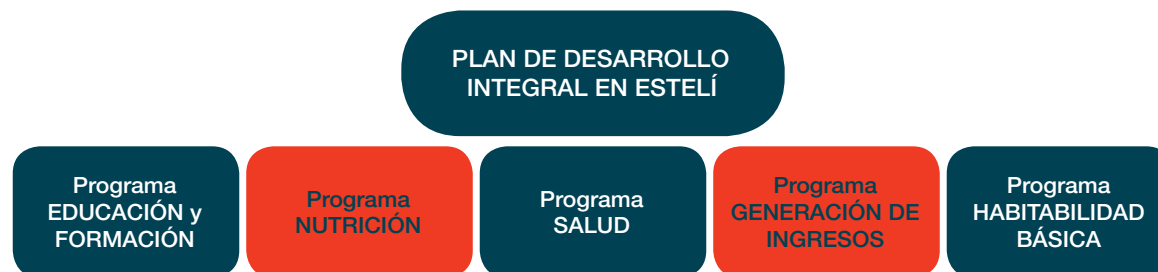 PLAN DE DESARROLLO
INTEGRAL EN ESTELÍ
Programa
EDUCACIÓN y
FORMACIÓN
Programa
NUTRICIÓN
Programa
SALUD
Programa
GENERACIÓN DE
INGRESOS
Programa
HABITABILIDAD
BÁSICA